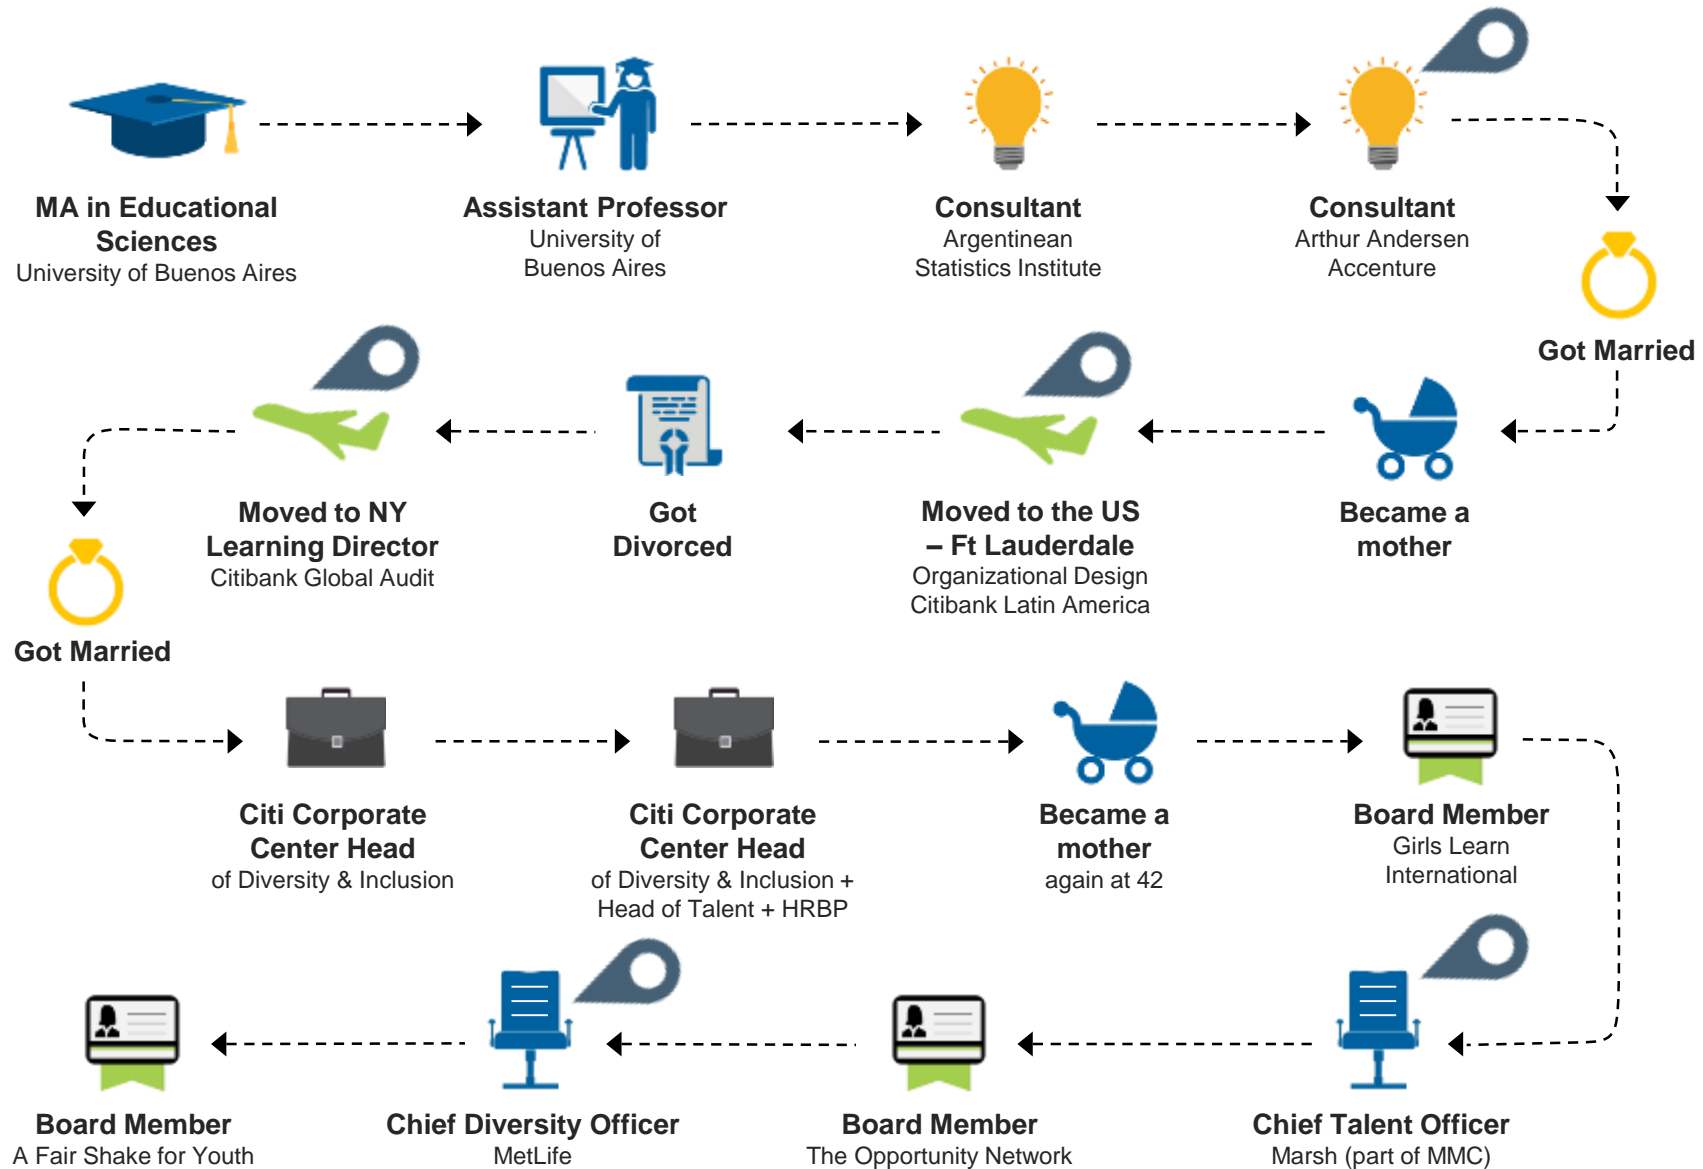 MA in Educational
Sciences
University of Buenos Aires
Assistant Professor
University of
Buenos Aires
Consultant
Argentinean
Statistics Institute
Consultant
Arthur Andersen
Accenture
Got Married
Became a
mother
Moved to the US
– Ft Lauderdale
Organizational Design
Citibank Latin America
Got
Divorced
Moved to NY
Learning Director
Citibank Global Audit
Got Married
Citi Corporate
Center Head
of Diversity & Inclusion
Citi Corporate
Center Head
of Diversity & Inclusion +
Head of Talent + HRBP
Became a
mother
again at 42
Board Member
Girls Learn
International
Chief Talent Officer
Marsh (part of MMC)
Board Member
The Opportunity Network
Chief Diversity Officer
MetLife
Board Member
A Fair Shake for Youth